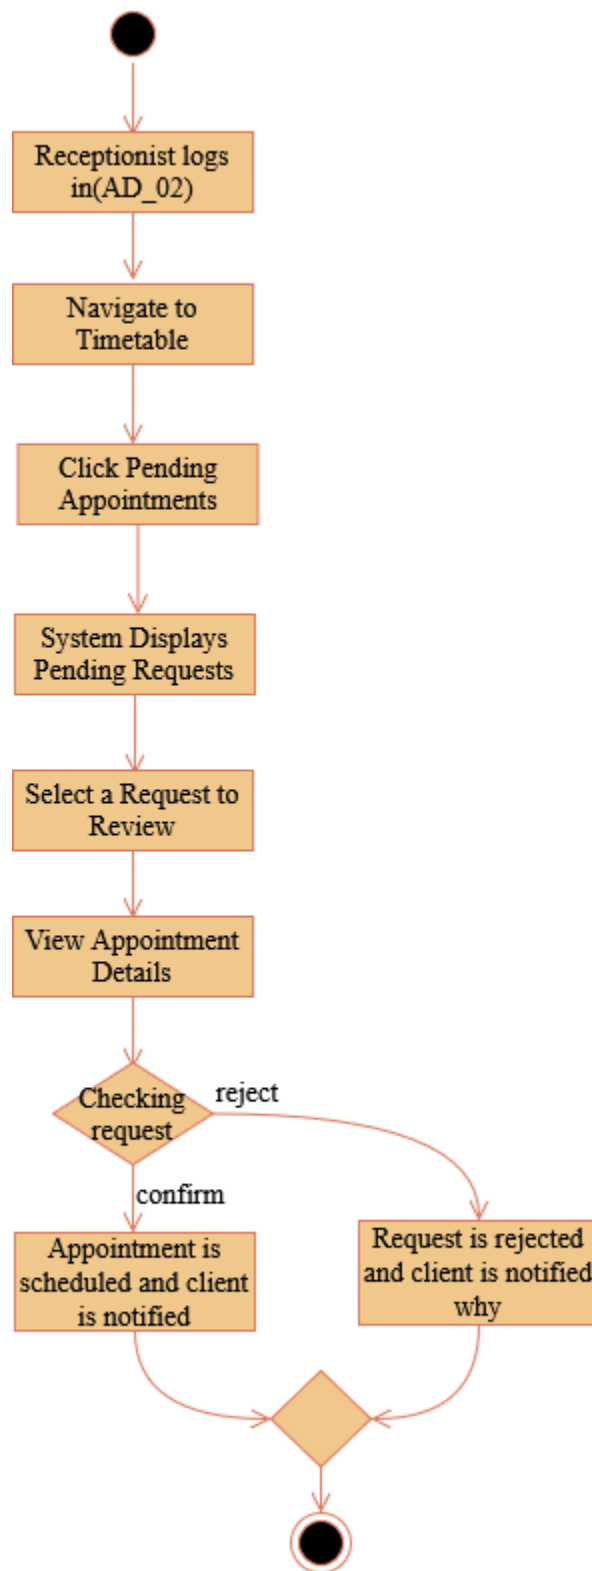 Receptionist logs
in(AD_02)
Navigate to
Timetable
Click Pending
Appointments
System Displays
Pending Requests
Select a Request to
Review
View Appointment
Details
Checking
request
reject
confirm
Appointment is
scheduled and client
is notified
Request is rejected
and client is notified
why